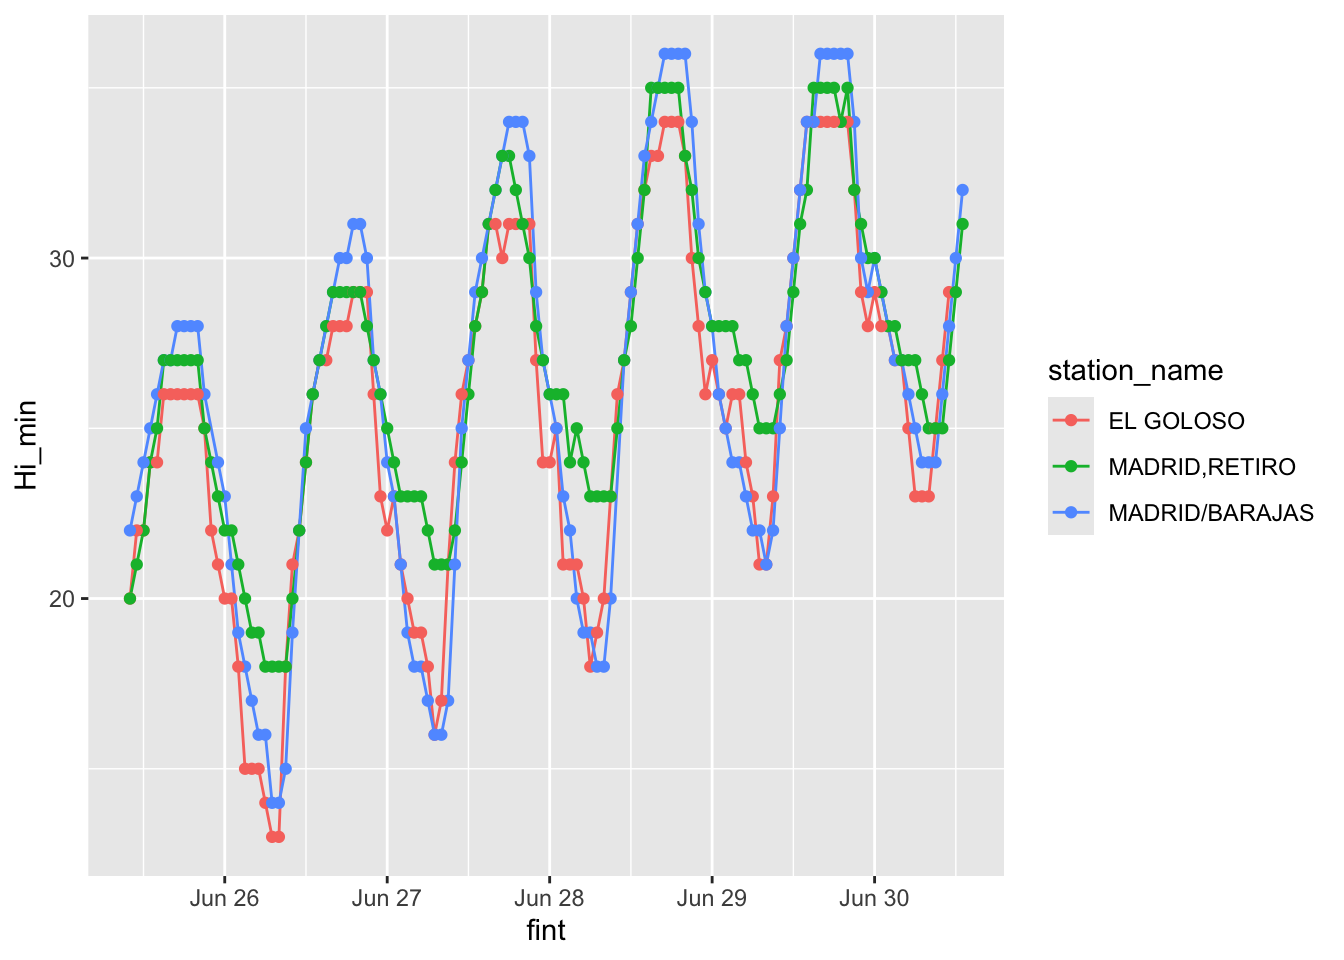 Hi_min
30
20
Jun 26
Jun 27
Jun 28
Jun 29
Jun 30
fint
station_name
EL GOLOSO
MADRID,RETIRO
MADRID/BARAJAS